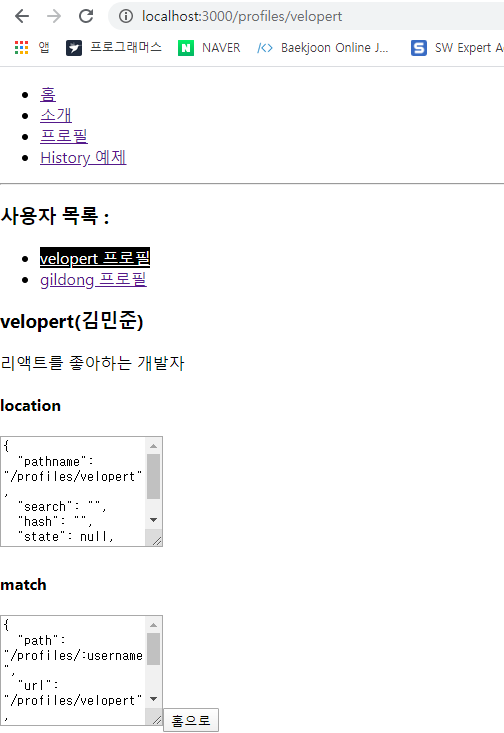 localhost:3000/profiles/velopert
앱 프로그래머스 NAVER Baekjoon Online J... SW Expert A
홈
소개
프로필
History 예제
사용자 목록 :
velopert 프로필
gildong 프로필
velopert(김민준)
리액트를 좋아하는 개발자
location
{
"pathname":
"/profiles/velopert"
,
"search": "",
"hash": "",
"state": null,
match
{
"path":
"/profiles/:username
",
"url":
"/profiles/velopert"
,
홈으로